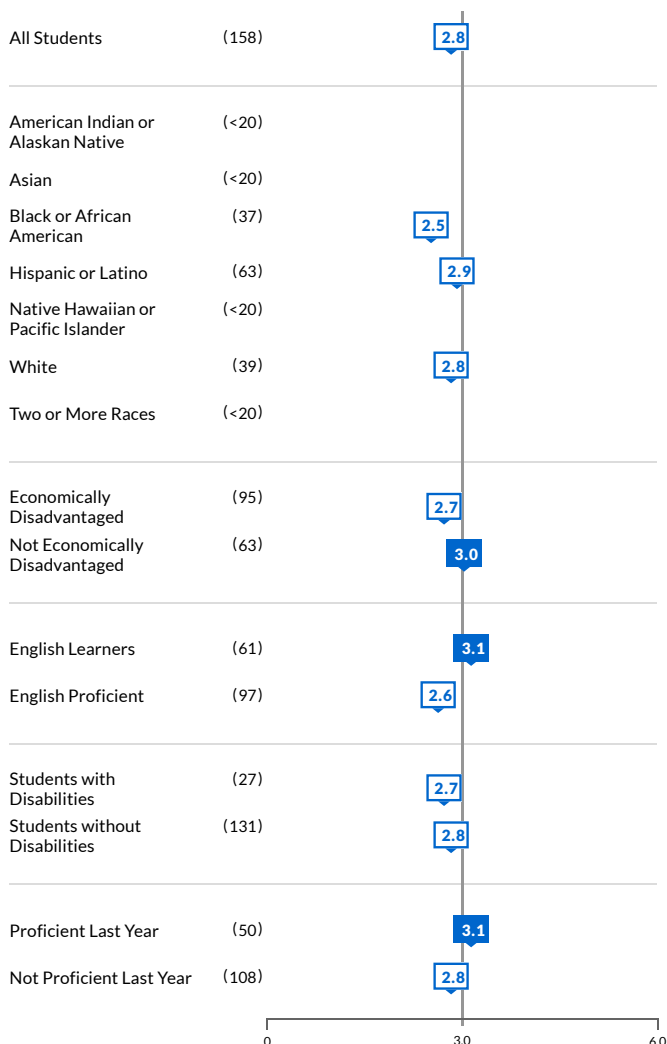 All Students (158) 2.8
American Indian or (<20)
Alaskan Native
Asian (<20)
Black or African (37) 2.5
American
Hispanic or Latino (63) 2.9
Native Hawaiian or (<20)
Pacific Islander
White (39) 2.8
Two or More Races (<20)
Economically (95) 2.7
Disadvantaged
Not Economically (63) 3.0
Disadvantaged
English Learners (61) 3.1
English Proficient (97) 2.6
Students with (27) 2.7
Disabilities
Students without (131) 2.8
Disabilities
Proficient Last Year (50) 3.1
Not Proficient Last Year (108) 2.8
0 3.0 6.0